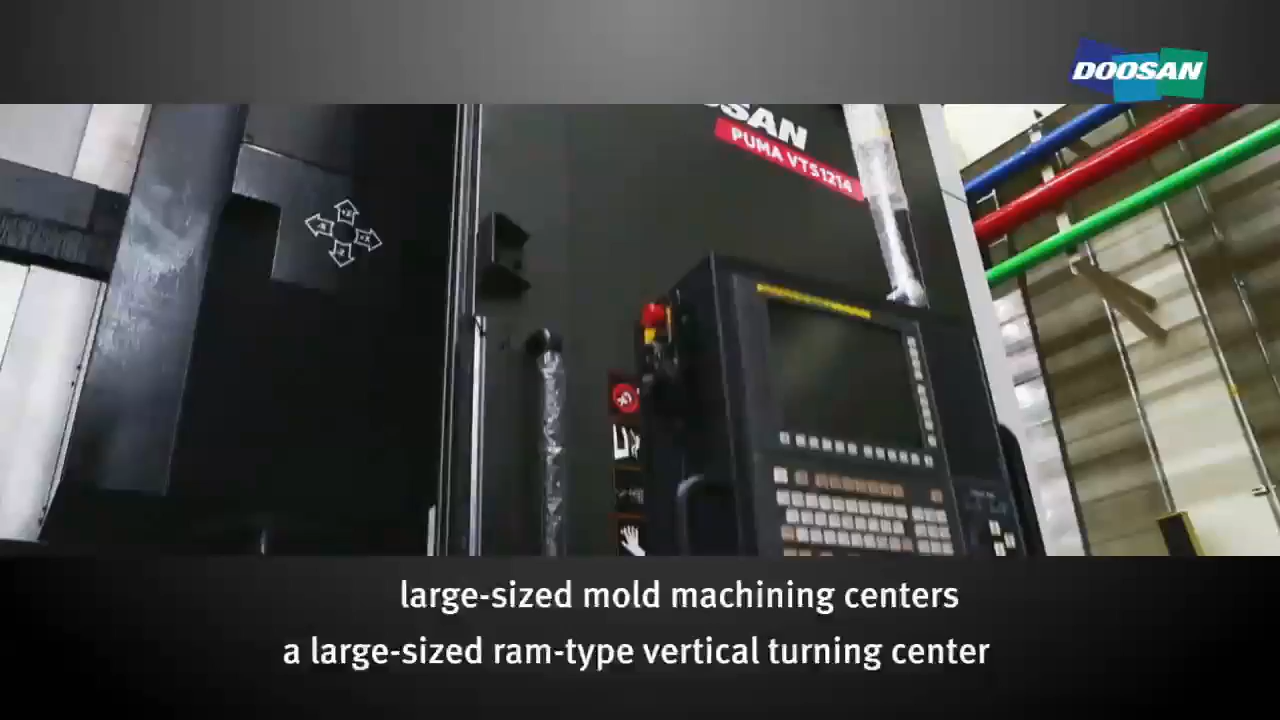 DOOSAN
SAN
PUMA VTS1214
large-sized mold machining centers
a large-sized ram-type vertical turning center